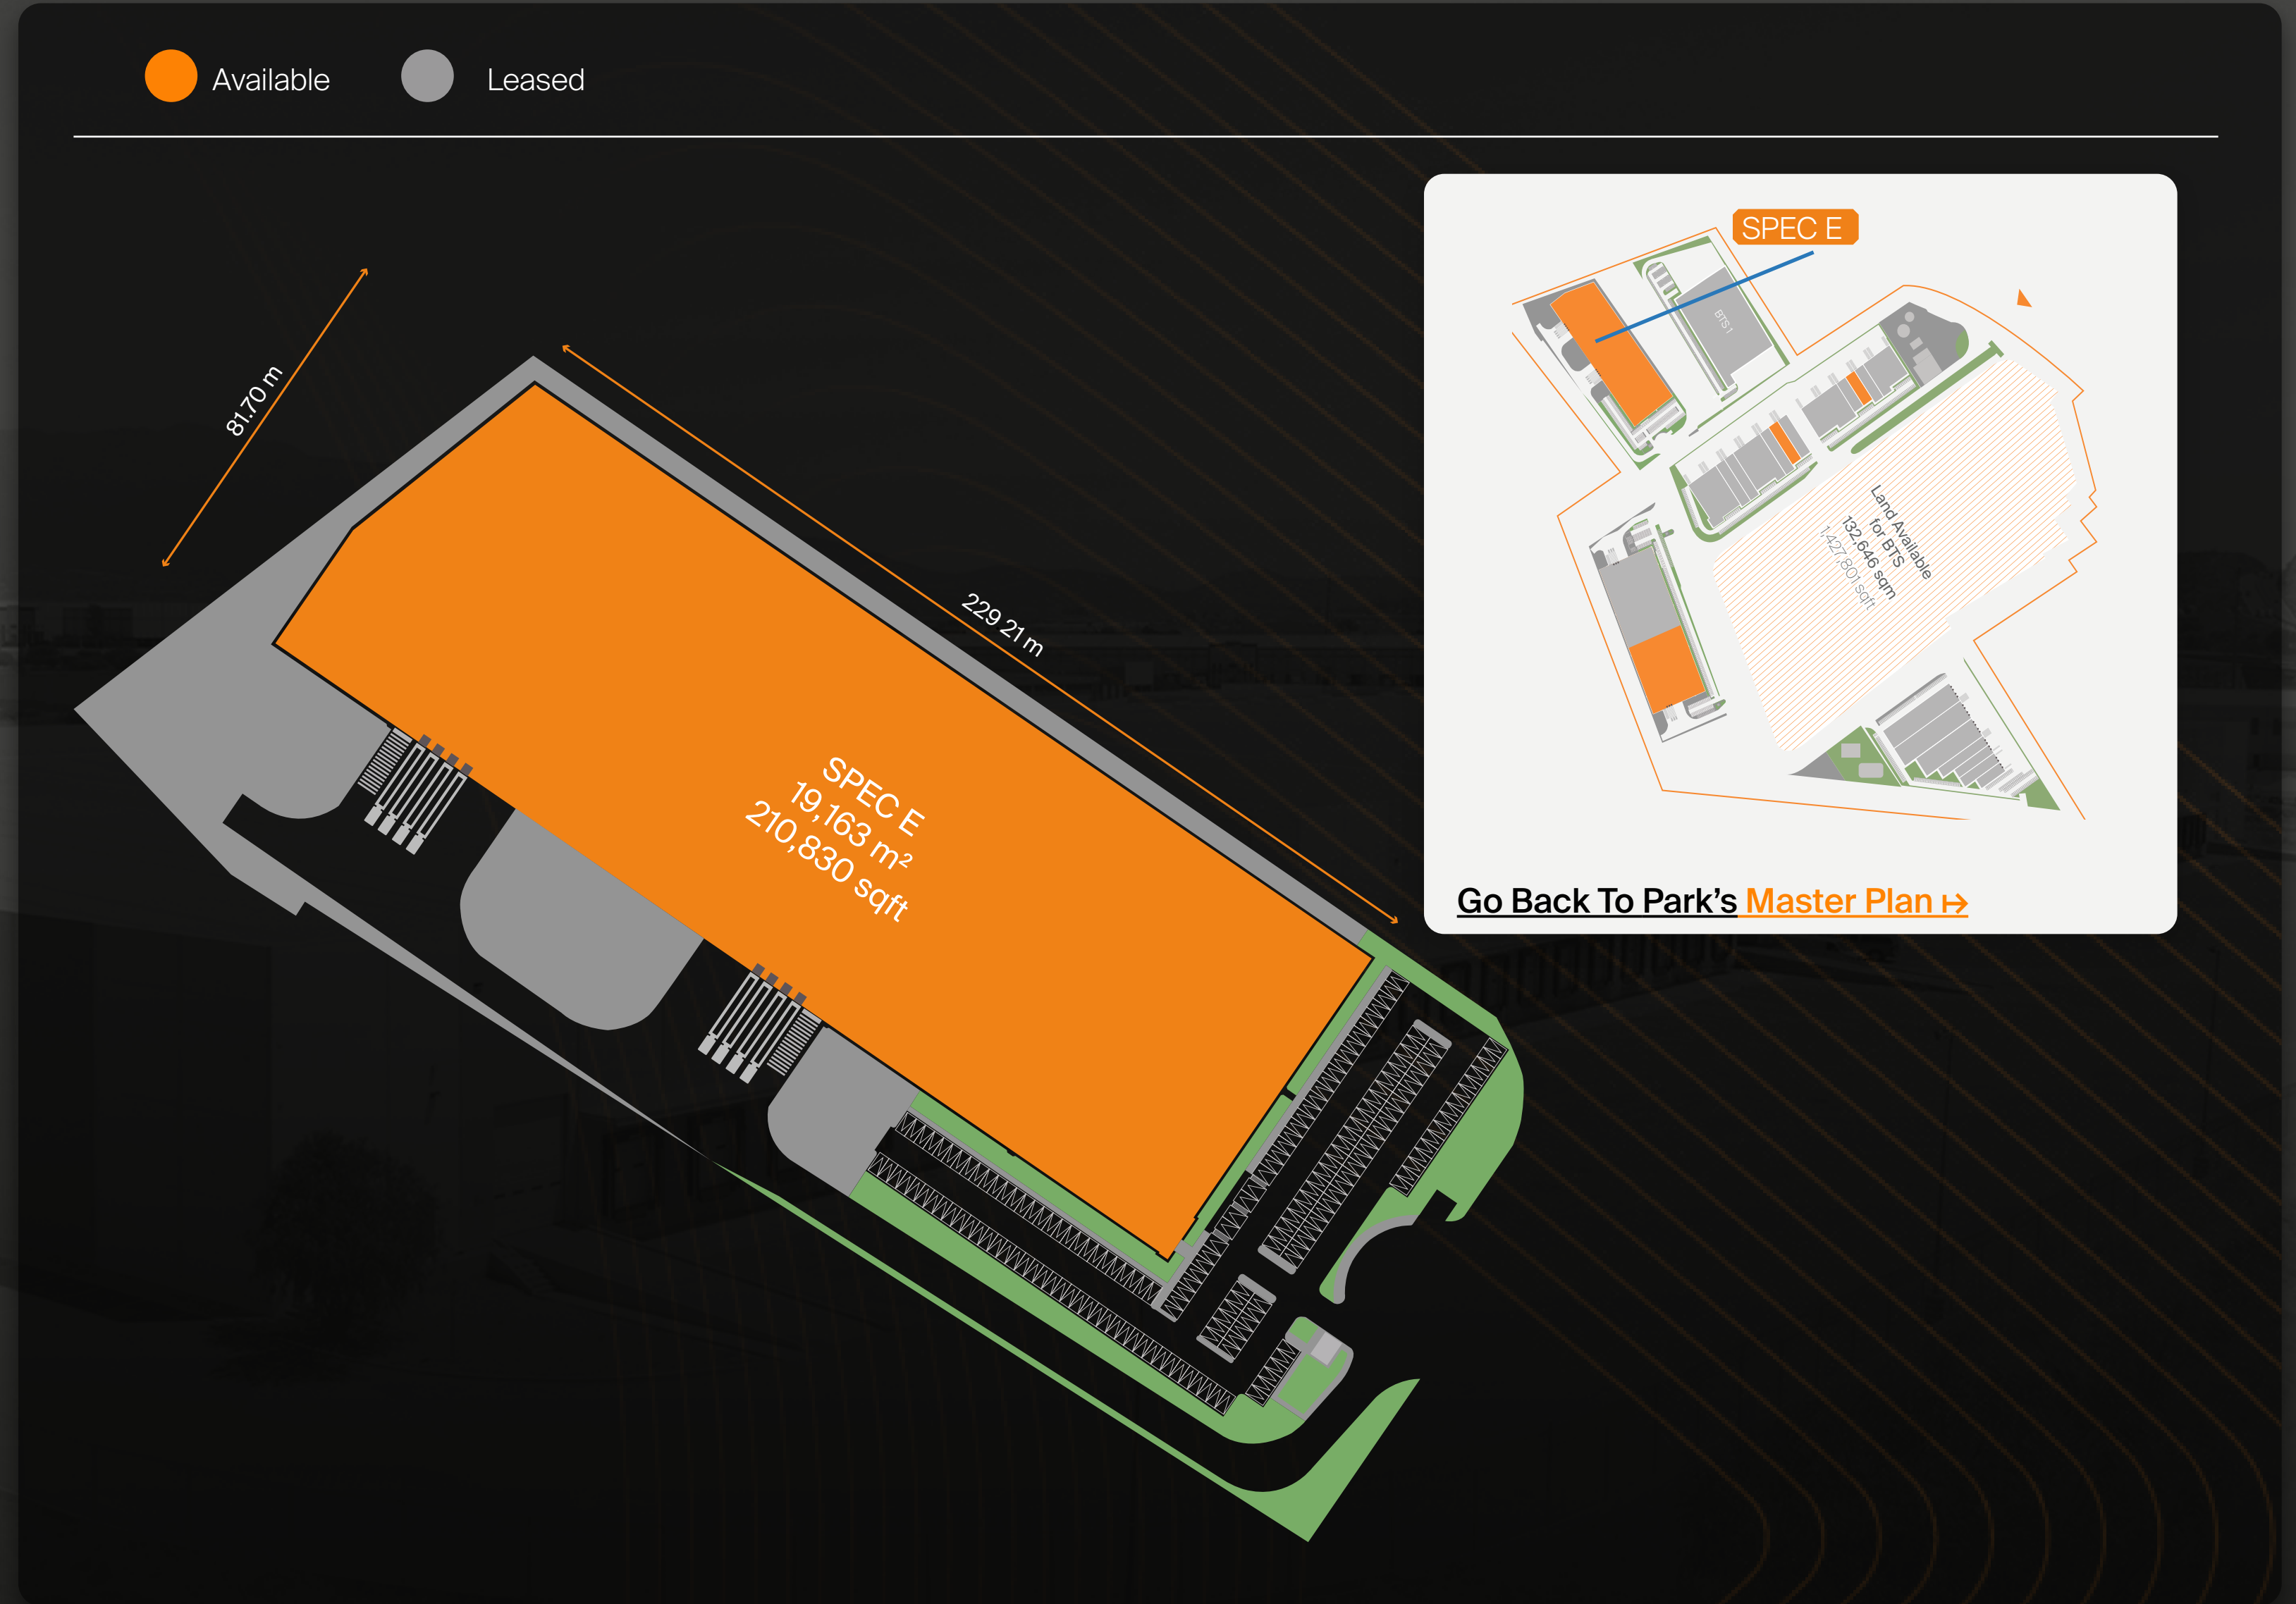 Available
Leased
81.70 m
229 21 m
SPEC E
19,163 m²
210,830 sqft
SPEC E
BTS 1
Land Available
for BTS
132,646 sqm
1,427,801 sqft
Go Back To Park’s Master Plan ↦